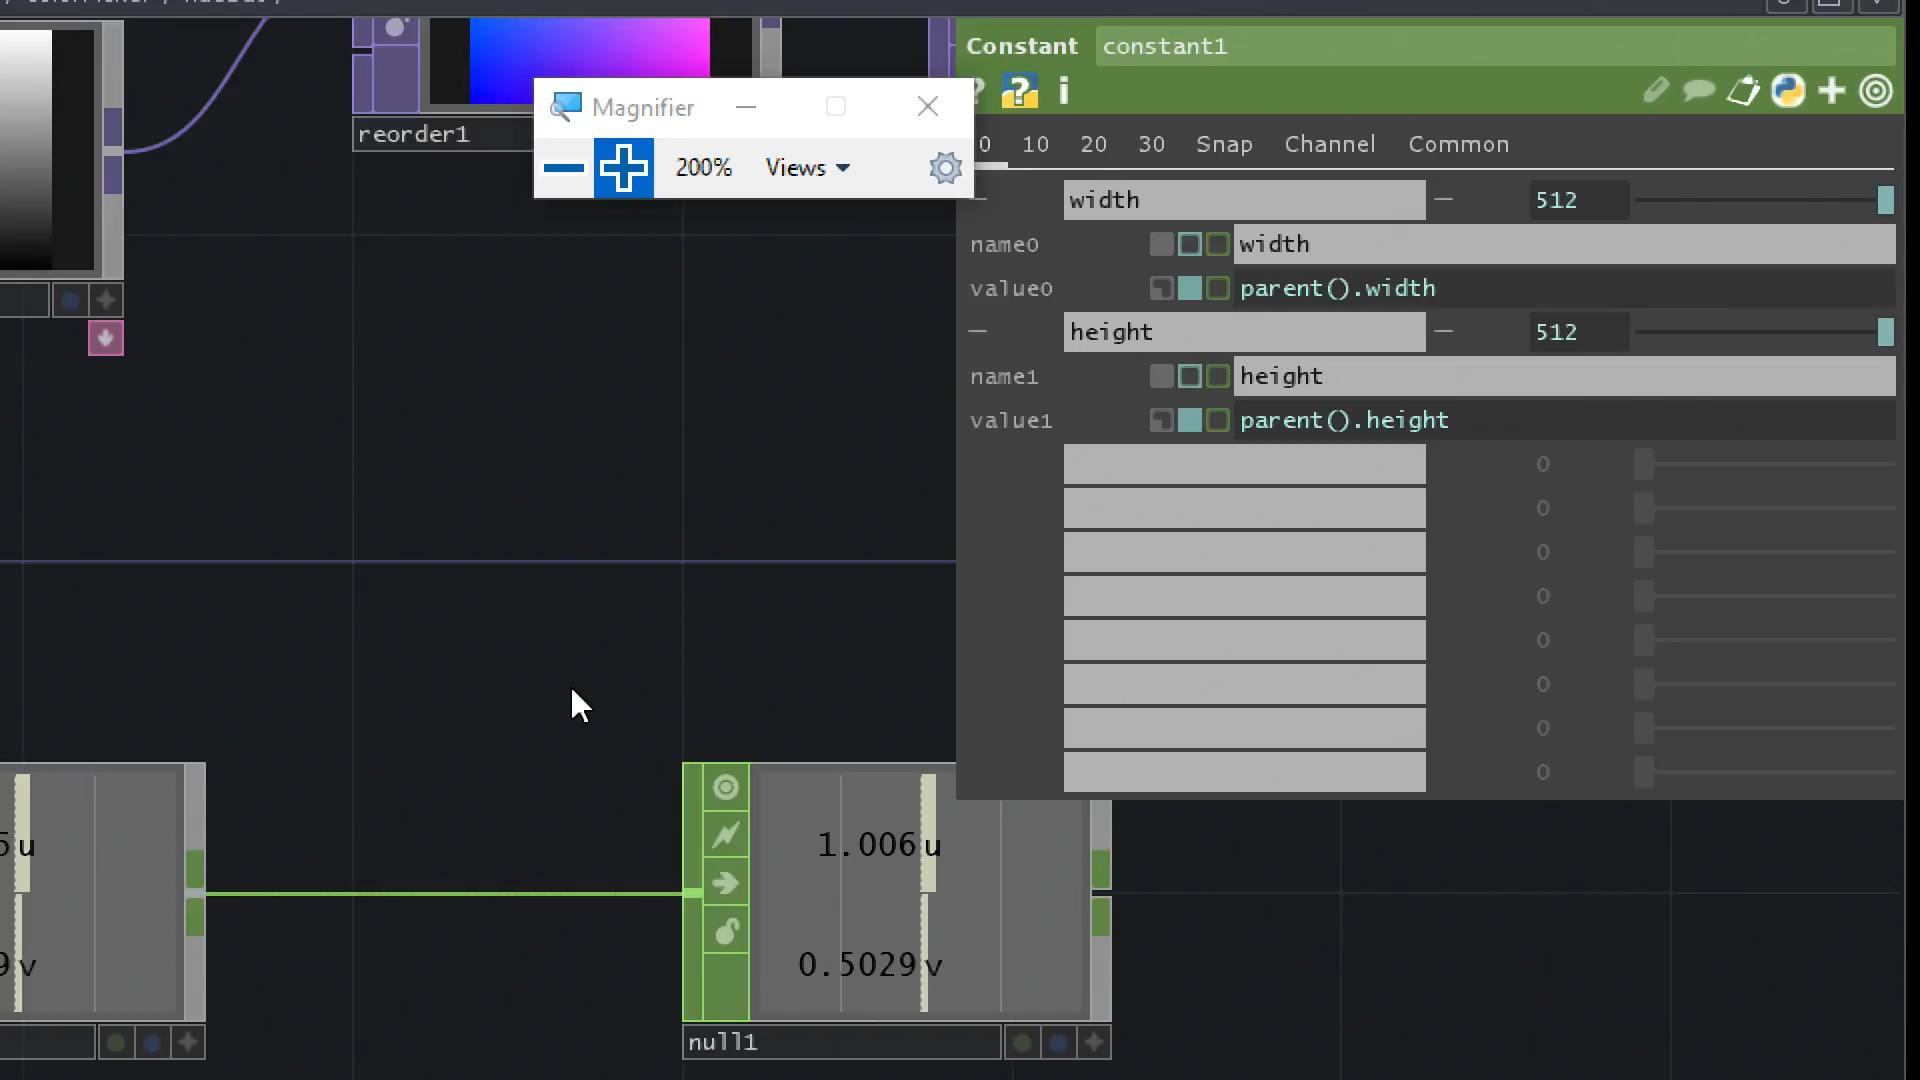 Constant constant1
i
Magnifier
200% Views
reorder1
0 10 20 30 Snap Channel Common
width 512
name0 width
value0 parent().width
height 512
name1 height
value1 parent().height
0
0
0
0
0
0
0
0
u
1.006 u
v
0.5029 v
null1